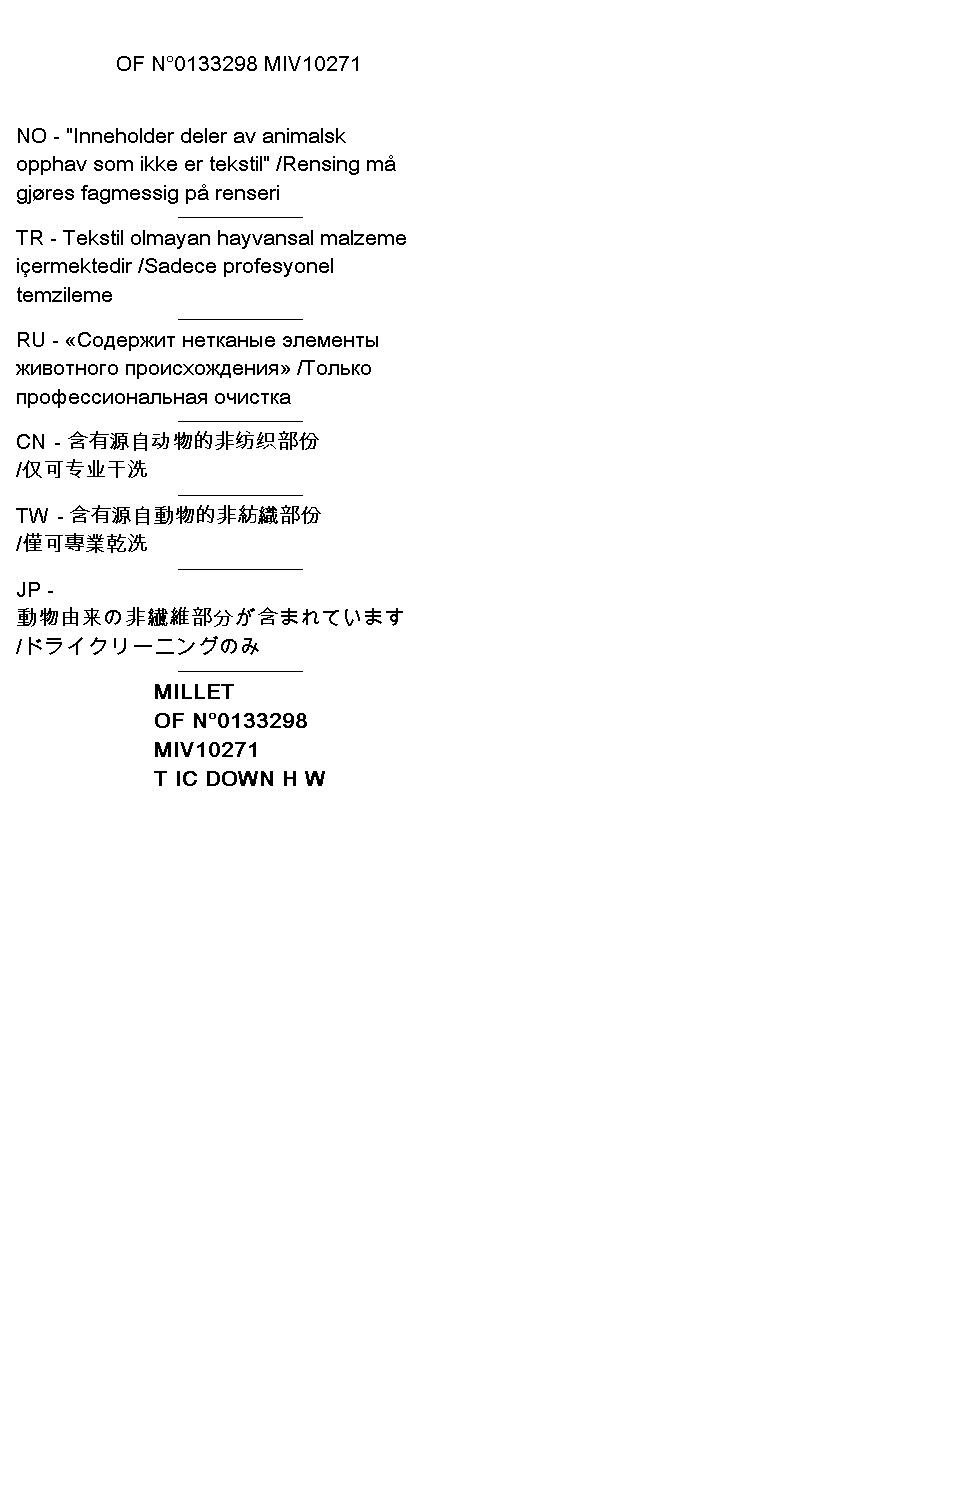 OF N°0133298 MIV10271
NO - "Inneholder deler av animalsk
opphav som ikke er tekstil" /Rensing må
gjøres fagmessig på renseri
TR - Tekstil olmayan hayvansal malzeme
içermektedir /Sadece profesyonel
temzileme
RU - «Содержит нетканые элементы
животного происхождения» /Только
профессиональная очистка
CN - 含有源自动物的非纺织部份
/仅可专业干洗
TW - 含有源自動物的非紡織部份
/僅可專業乾洗
JP -
動物由来の非繊維部分が含まれています
/ドライクリーニングのみ
MILLET
OF N°0133298
MIV10271
T IC DOWN H W